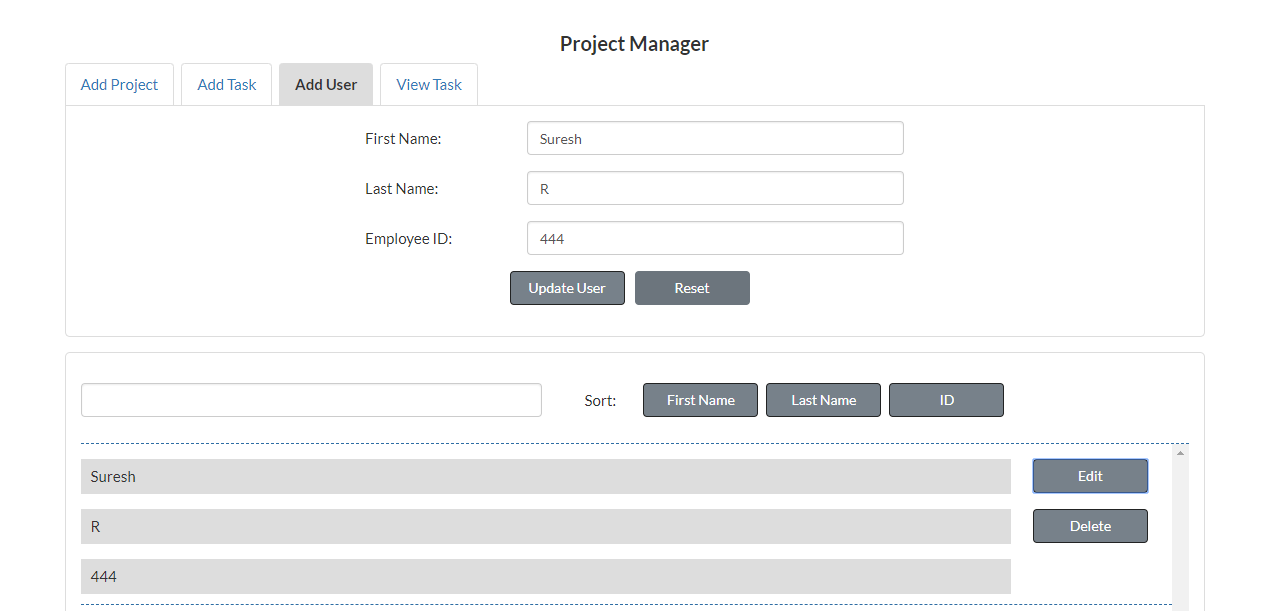 Project Manager
Add Project Add Task Add User View Task
First Name: Suresh
Last Name: R
Employee ID: 444
Update User Reset
Sort: First Name Last Name ID
Suresh Edit
R Delete
444